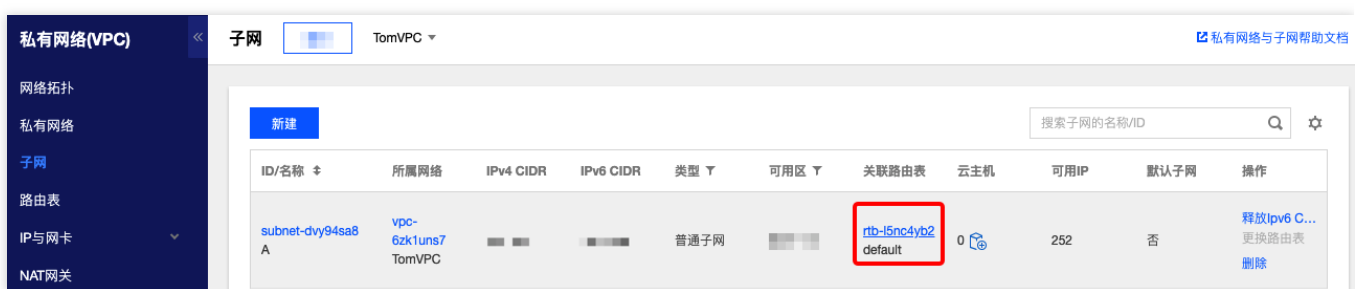 私有网络(VPC)
子网
TomVPC
私有网络与子网帮助文档
网络拓扑
私有网络
子网
路由表
IP与网卡
NAT网关
新建
搜索子网的名称/ID
ID/名称
所属网络
IPv4 CIDR
IPv6 CIDR
类型
可用区
关联路由表
云主机
可用IP
默认子网
操作
subnet-dvy94sa8
A
vpc-
6zk1uns7
TomVPC
普通子网
rtb-l5nc4yb2
default
0
252
否
释放Ipv6 C...
更换路由表
删除